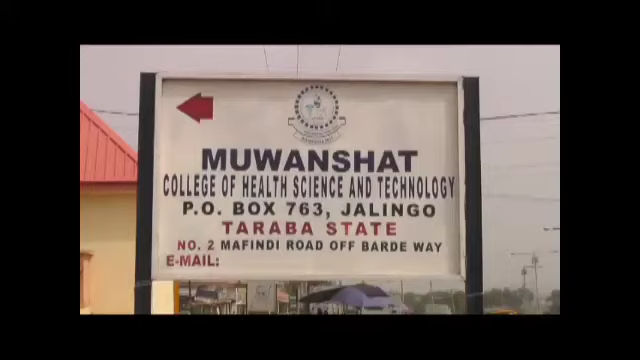 MUWANSHAT
COLLEGE OF HEALTH SCIENCE AND TECHNOLOGY
P.O. BOX 763, JALINGO
TARABA STATE
NO. 2 MAFINDI ROAD OFF BARDE WAY
E-MAIL: